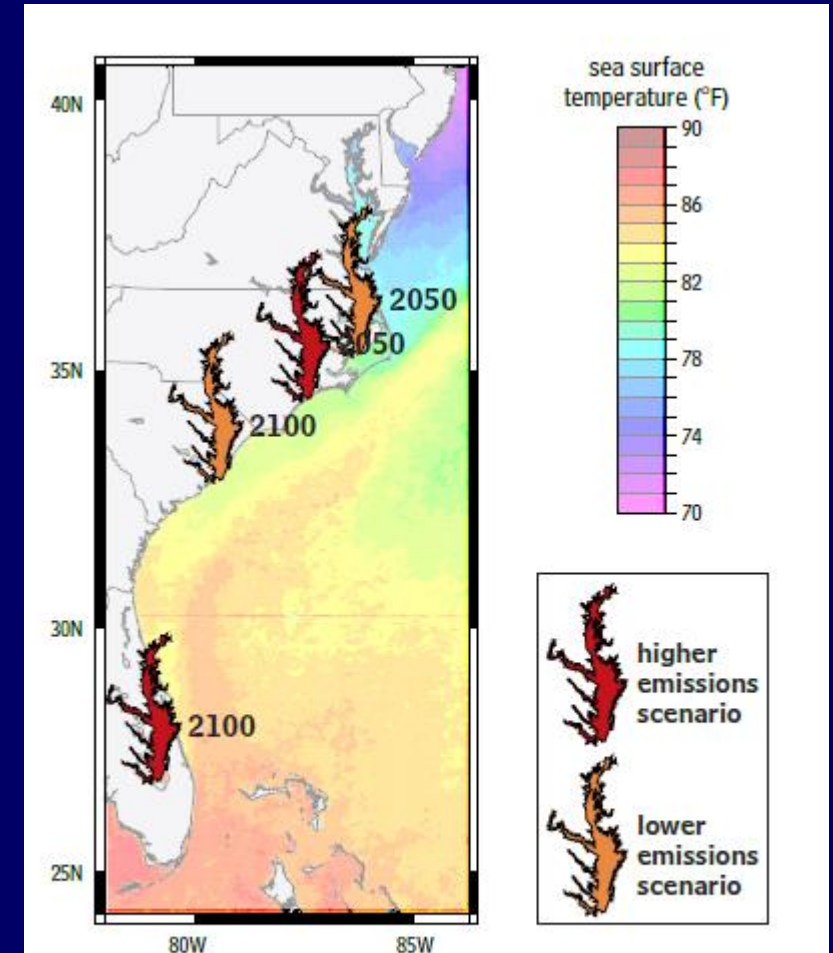 sea surface
temperature (°F)
90
86
82
78
74
70
40N
35N
30N
25N
80W
85W
2050
2050
2100
2100
higher
emissions
scenario
lower
emissions
scenario